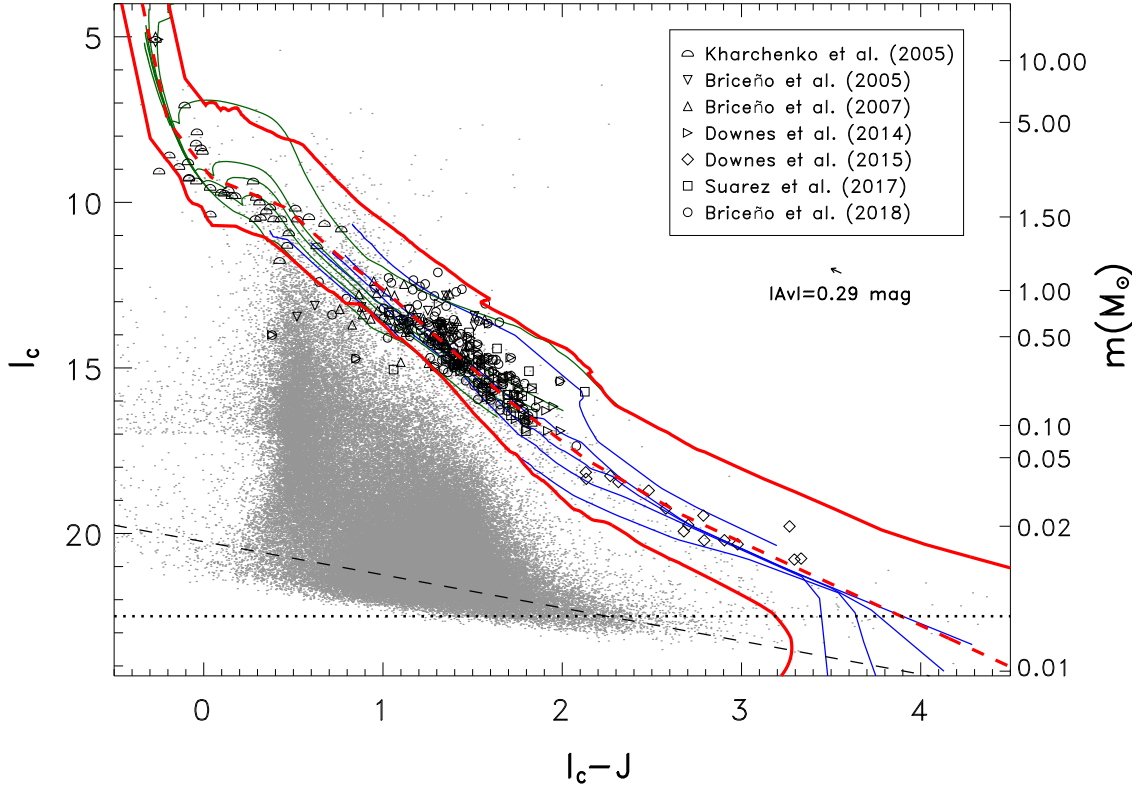 5
10
15
20
I_c
0
1
2
3
4
I_c−J
10.00
5.00
1.50
1.00
0.50
0.10
0.05
0.02
0.01
m(M_⊙)
Kharchenko et al. (2005)
Briceño et al. (2005)
Briceño et al. (2007)
Downes et al. (2014)
Downes et al. (2015)
Suarez et al. (2017)
Briceño et al. (2018)
|Av|=0.29 mag